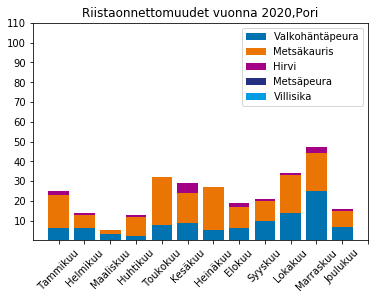 Riistaonnettomuudet vuonna 2020,Pori
110
100
90
80
70
60
50
40
30
20
10
Valkohäntäpeura
Metsäkauris
Hirvi
Metsäpeura
Villisika
Tammikuu
Helmikuu
Maaliskuu
Huhtikuu
Toukokuu
Kesäkuu
Heinäkuu
Elokuu
Syyskuu
Lokakuu
Marraskuu
Joulukuu